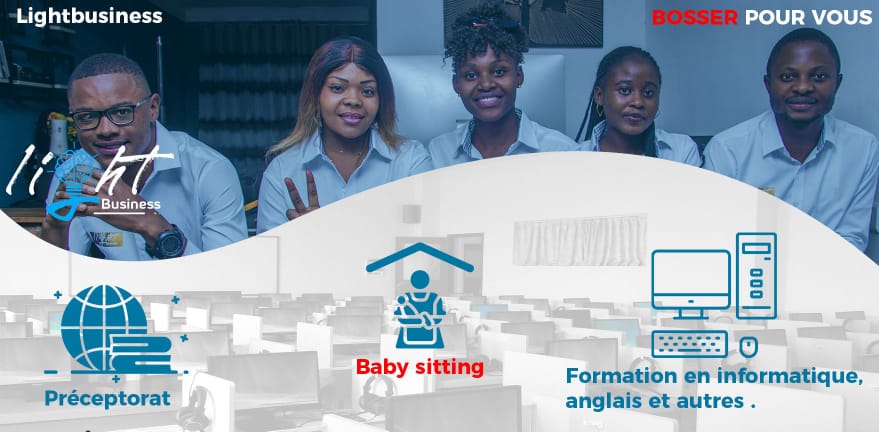 Lightbusiness
BOSSER POUR VOUS
light
Business
Baby sitting
Préceptorat
Formation en informatique,
anglais et autres .